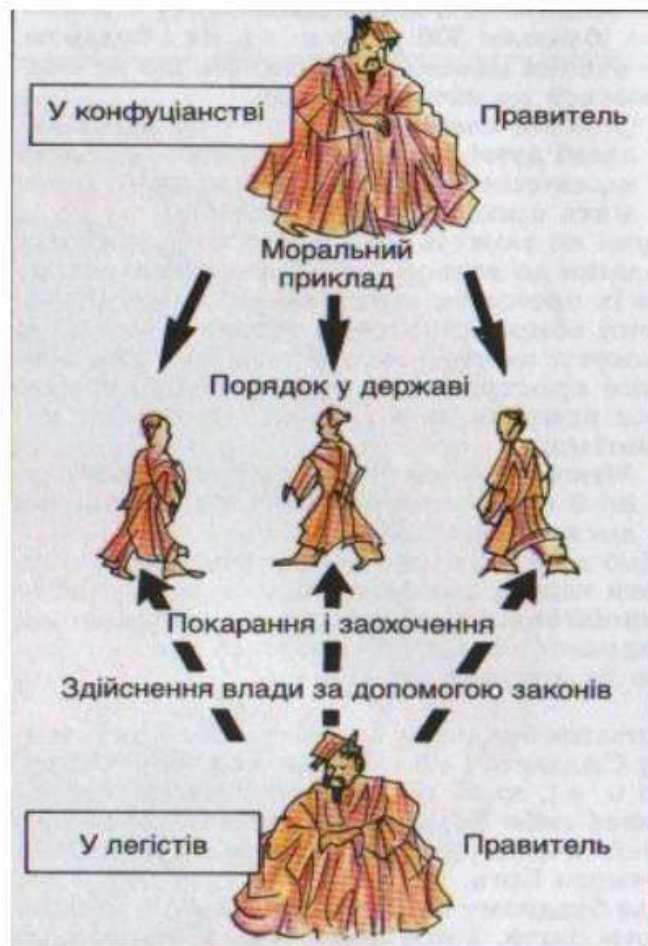 У конфуціанстві
Правитель
Моральний
приклад
Порядок у державі
Покарання і заохочення
Здійснення влади за допомогою законів
У легістів
Правитель